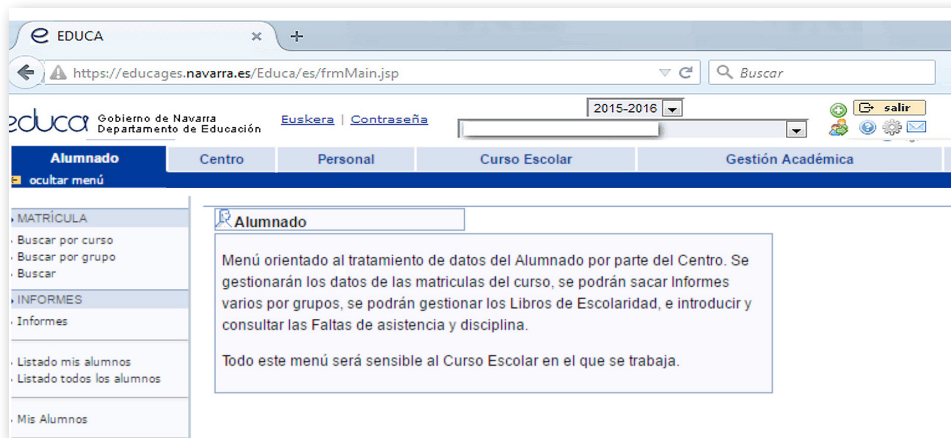 EDUCA
https://educages.navarra.es/Educa/es/frmMain.jsp
Buscar
educa
Gobierno de Navarra
Departamento de Educación
Euskera | Contraseña
2015-2016
salir
Alumnado
Centro
Personal
Curso Escolar
Gestión Académica
ocultar menú
MATRÍCULA
Buscar por curso
Buscar por grupo
Buscar
INFORMES
Informes
Listado mis alumnos
Listado todos los alumnos
Mis Alumnos
Alumnado
Menú orientado al tratamiento de datos del Alumnado por parte del Centro. Se
gestionarán los datos de las matriculas del curso, se podrán sacar Informes
varios por grupos, se podrán gestionar los Libros de Escolaridad, e introducir y
consultar las Faltas de asistencia y disciplina.
Todo este menú será sensible al Curso Escolar en el que se trabaja.